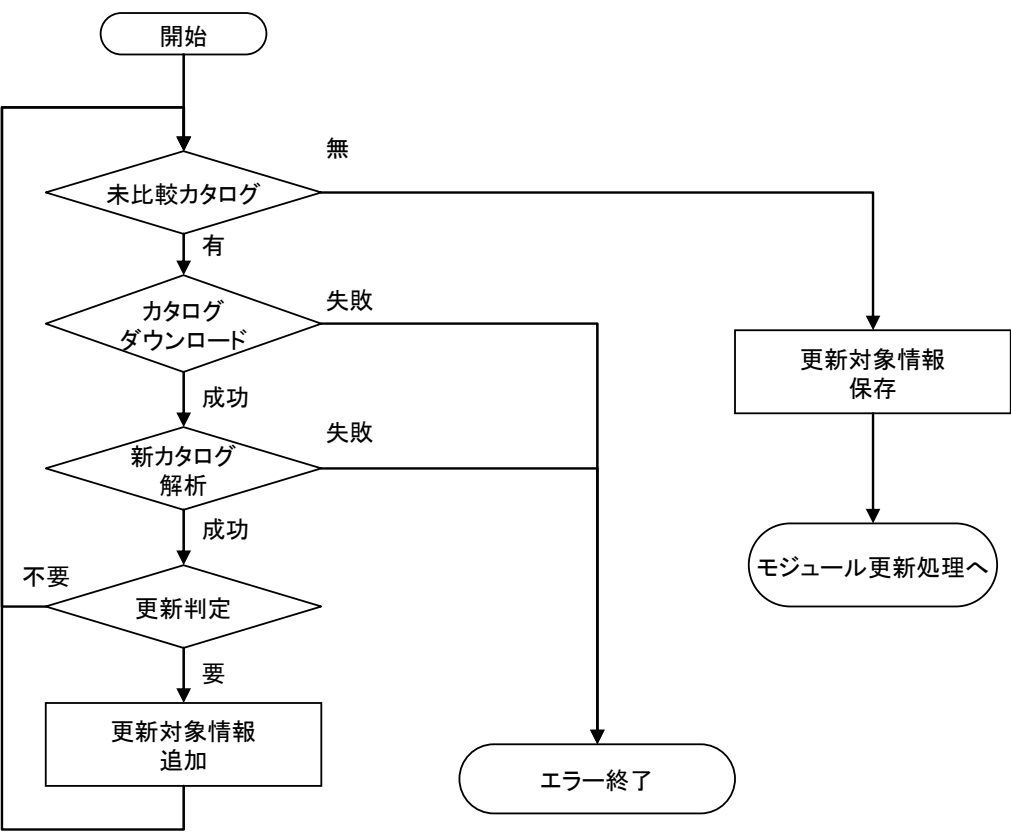 開始
無
未比較カタログ
有
カタログ
ダウンロード
失敗
更新対象情報
保存
成功
新カタログ
解析
失敗
成功
モジュール更新処理へ
不要
更新判定
要
更新対象情報
追加
エラー終了